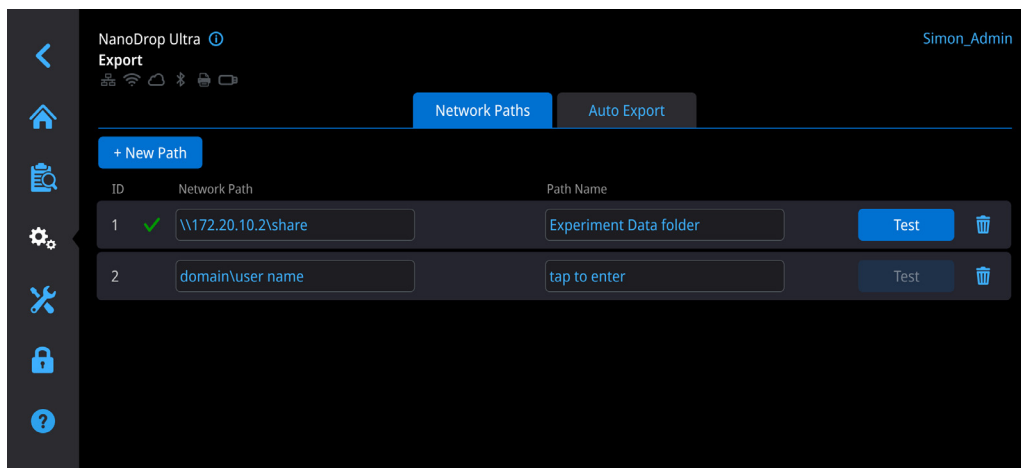 NanoDrop Ultra
Simon_Admin
Export
Network Paths
Auto Export
+ New Path
ID
Network Path
Path Name
1
\\172.20.10.2\share
Experiment Data folder
Test
2
domain\user name
tap to enter
Test